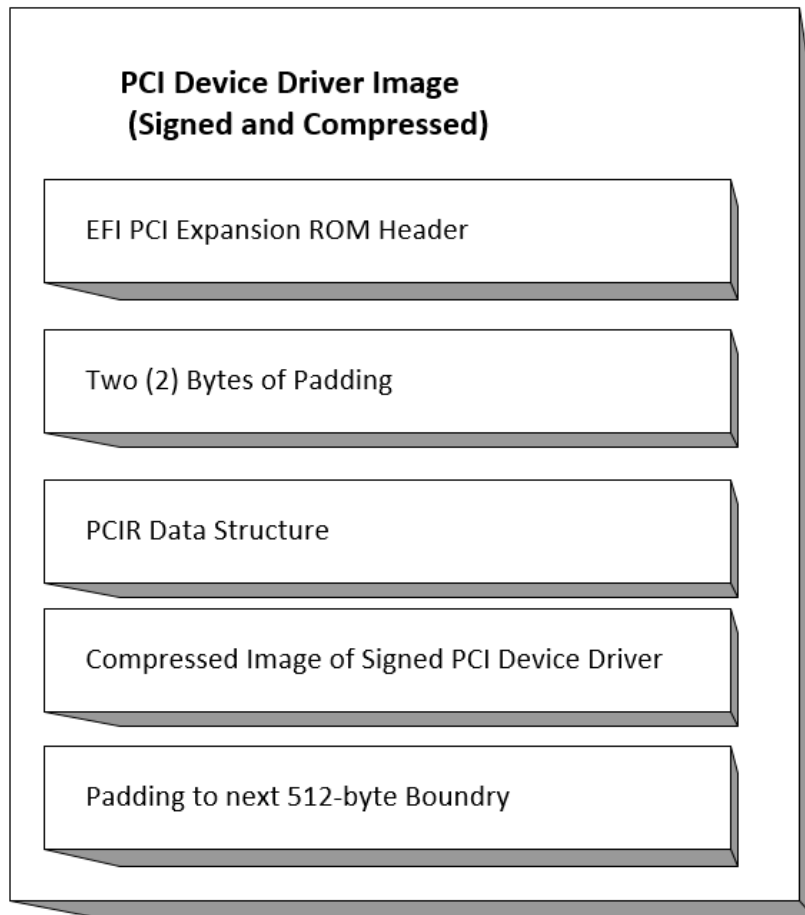 PCI Device Driver Image
(Signed and Compressed)
EFI PCI Expansion ROM Header
Two (2) Bytes of Padding
PCIR Data Structure
Compressed Image of Signed PCI Device Driver
Padding to next 512-byte Boundry